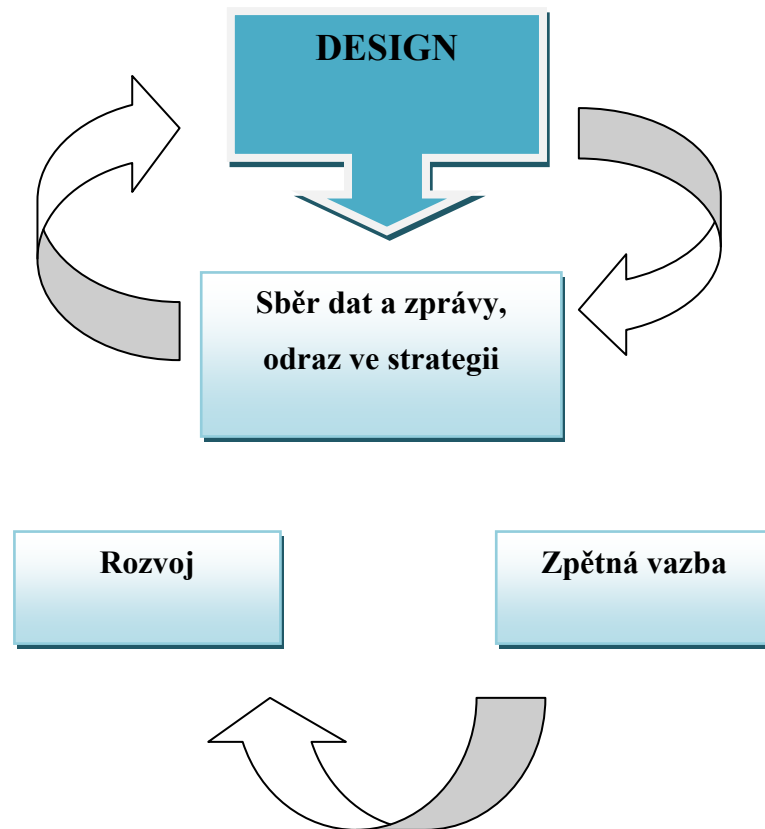 DESIGN
Sběr dat a zprávy,
odraz ve strategii
Rozvoj
Zpětná vazba